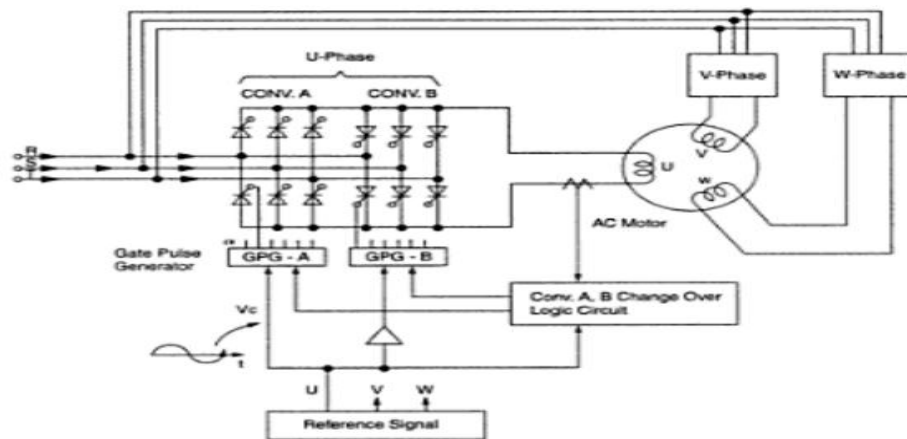 U-Phase
CONV. A
CONV. B
V-Phase
W-Phase
R
S
T
V
U
W
AC Motor
Gate Pulse
Generator
α
GPG - A
GPG - B
Conv. A, B Change Over
Logic Circuit
Vc
t
U
V
W
Reference Signal